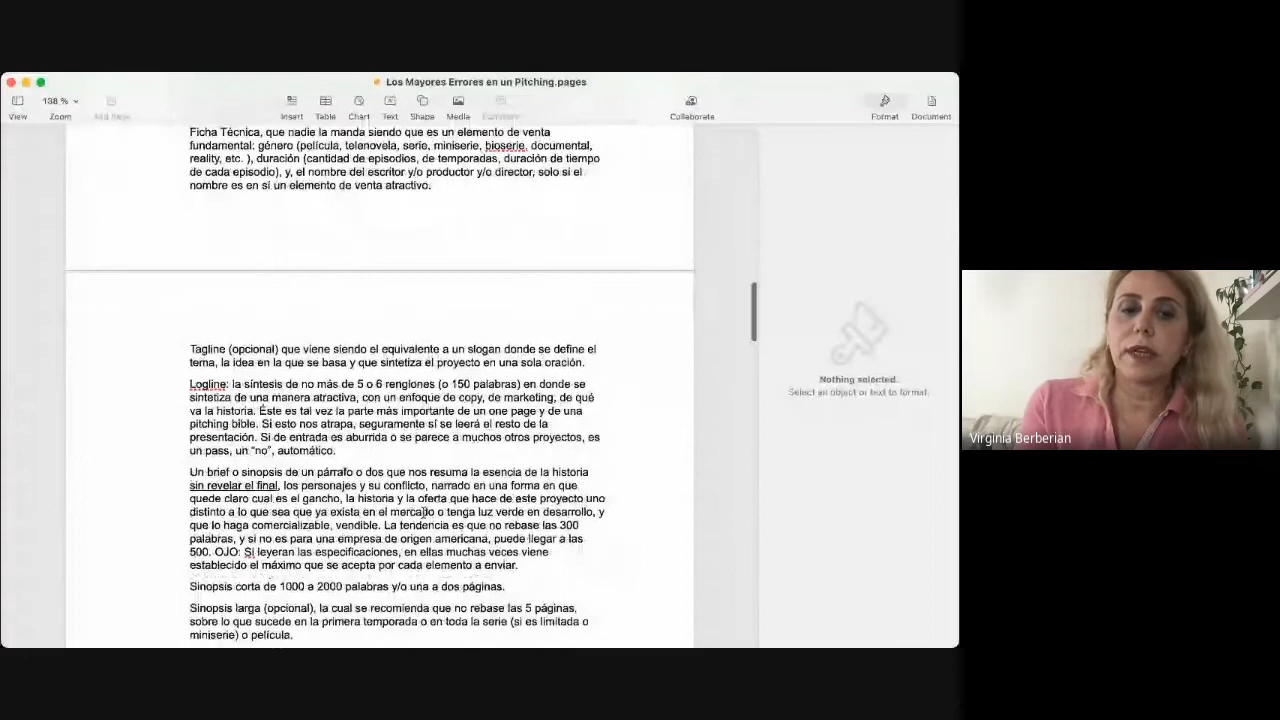 Los Mayores Errores en un Pitching.pages
138 %
View
Zoom
Insert
Table
Chart
Text
Shape
Media
Collaborate
Format
Document
Ficha Técnica, que nadie la manda siendo que es un elemento de venta
fundamental: género (película, telenovela, serie, miniserie, bioserie, documental,
reality, etc. ), duración (cantidad de episodios, de temporadas, duración de tiempo
de cada episodio), y, el nombre del escritor y/o productor y/o director, solo si el
nombre es en sí un elemento de venta atractivo.
Tagline (opcional) que viene siendo el equivalente a un slogan donde se define el
tema, la idea en la que se basa y que sintetiza el proyecto en una sola oración.
Logline: la síntesis de no más de 5 o 6 renglones (o 150 palabras) en donde se
sintetiza de una manera atractiva, con un enfoque de copy, de marketing, de qué
va la historia. Éste es tal vez la parte más importante de un one page y de una
pitching bible. Si esto nos atrapa, seguramente sí se leerá el resto de la
presentación. Si de entrada es aburrida o se parece a muchos otros proyectos, es
un pass, un “no”, automático.
Un brief o sinopsis de un párrafo o dos que nos resuma la esencia de la historia
sin revelar el final, los personajes y su conflicto, narrado en una forma en que
quede claro cual es el gancho, la historia y la oferta que hace de este proyecto uno
distinto a lo que sea que ya exista en el mercado o tenga luz verde en desarrollo, y
que lo haga comercializable, vendible. La tendencia es que no rebase las 300
palabras, y si no es para una empresa de origen americana, puede llegar a las
500. OJO: Si leyeran las especificaciones, en ellas muchas veces viene
establecido el máximo que se acepta por cada elemento a enviar.
Sinopsis corta de 1000 a 2000 palabras y/o una a dos páginas.
Sinopsis larga (opcional), la cual se recomienda que no rebase las 5 páginas,
sobre lo que sucede en la primera temporada o en toda la serie (si es limitada o
miniserie) o película.
Nothing selected.
Select an object or text to format.
Virginia Berberian